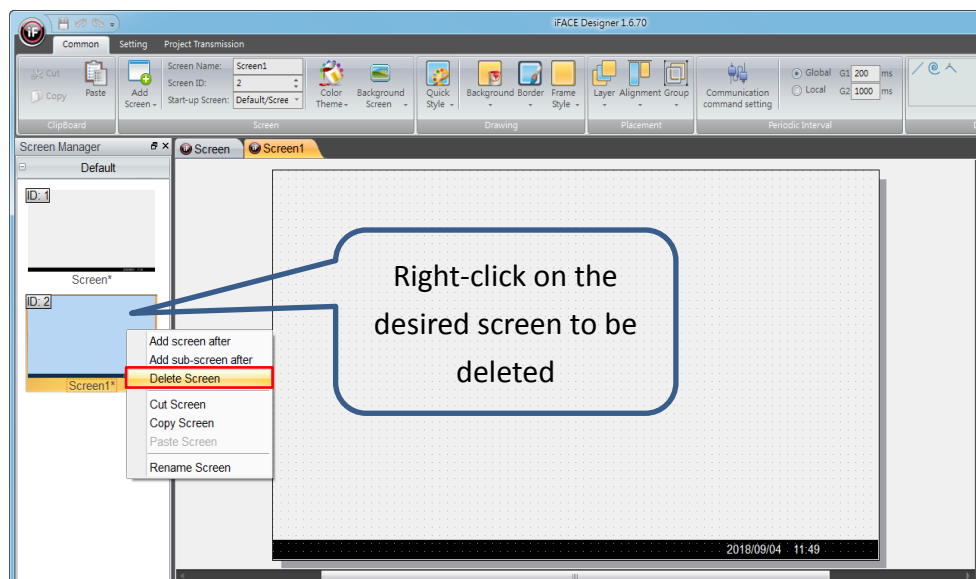 iFACE Designer 1.6.70
iF
Common Setting Project Transmission
Cut
Copy
Paste
Add Screen
Screen Name: Screen1
Screen ID: 2
Start-up Screen: Default/Scree
Color Theme
Background Screen
Quick Style
Background
Border
Frame Style
Layer
Alignment
Group
Communication command setting
Global G1 200 ms
Local G2 1000 ms
ClipBoard
Screen
Drawing
Placement
Periodic Interval
Screen Manager
Screen
Screen1
Default
ID: 1
Screen*
ID: 2
Screen1*
Add screen after
Add sub-screen after
Delete Screen
Cut Screen
Copy Screen
Paste Screen
Rename Screen
Right-click on the
desired screen to be
deleted
2018/09/04 11:49